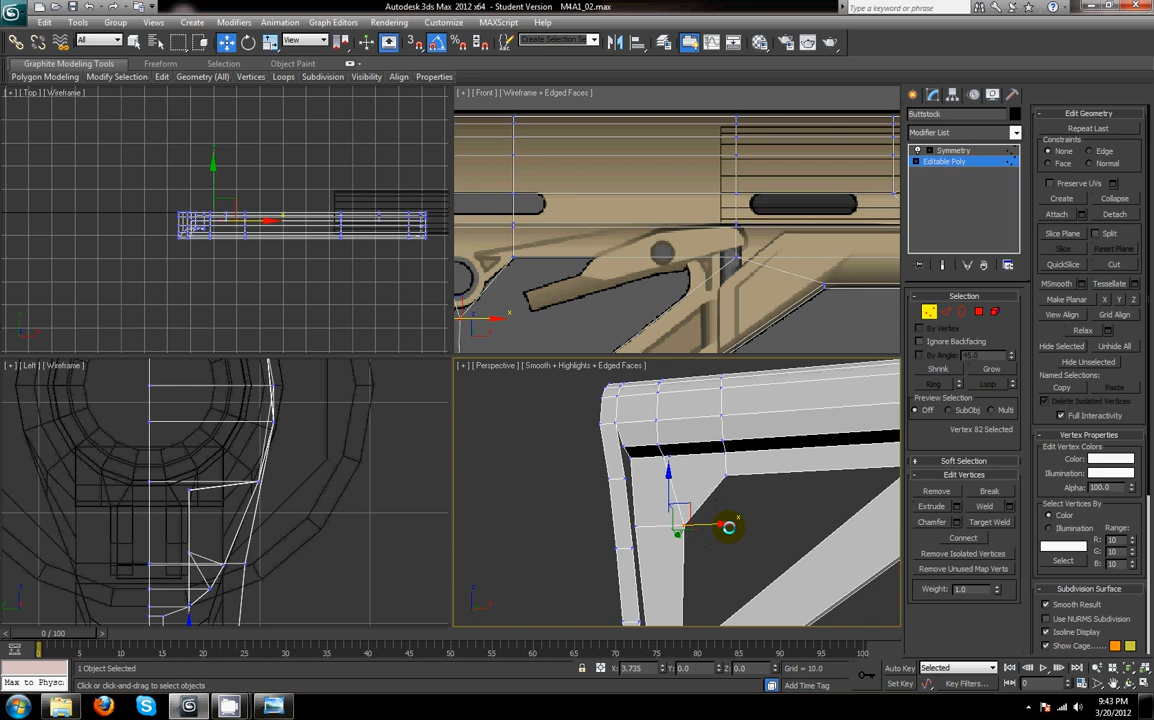 Autodesk 3ds Max 2012 x64 - Student Version M4A1_02.max
Type a keyword or phrase
Edit Tools Group Views Create Modifiers Animation Graph Editors Rendering Customize MAXScript Help
All View Create Selection Se
Graphite Modeling Tools Freeform Selection Object Paint
Polygon Modeling Modify Selection Edit Geometry (All) Vertices Loops Subdivision Visibility Align Properties
[ + ] [ Top ] [ Wireframe ]
[ + ] [ Front ] [ Wireframe + Edged Faces ]
[ + ] [ Left ] [ Wireframe ]
[ + ] [ Perspective ] [ Smooth + Highlights + Edged Faces ]
Buttstock
Modifier List
Symmetry
Editable Poly
Selection
By Vertex
Ignore Backfacing
By Angle: 45.0
Shrink Grow
Ring Loop
Preview Selection
Off SubObj Multi
Vertex 82 Selected
Soft Selection
Edit Vertices
Remove Break
Extrude Weld
Chamfer Target Weld
Connect
Remove Isolated Vertices
Remove Unused Map Verts
Weight: 1.0
Edit Geometry
Repeat Last
Constraints
None Edge
Face Normal
Preserve UVs
Create Collapse
Attach Detach
Slice Plane Split
Slice Reset Plane
QuickSlice Cut
MSmooth Tessellate
Make Planar X Y Z
View Align Grid Align
Relax
Hide Selected Unhide All
Hide Unselected
Named Selections:
Copy Paste
Delete Isolated Vertices
Full Interactivity
Vertex Properties
Edit Vertex Colors
Color:
Illumination:
Alpha: 100.0
Select Vertices By
Color
Illumination Range:
R: 10
G: 10
Select B: 10
Subdivision Surface
Smooth Result
Use NURMS Subdivision
Isoline Display
Show Cage......
0 / 100
0 5 10 15 20 25 30 35 40 45 50 55 60 65 70 75 80 85 90 95 100
1 Object Selected X: 3.735 Y: 0.0 Z: 0.0 Grid = 10.0 Auto Key Selected
Max to Physc Click or click-and-drag to select objects Add Time Tag Set Key Key Filters... 0
9:43 PM
3/20/2012